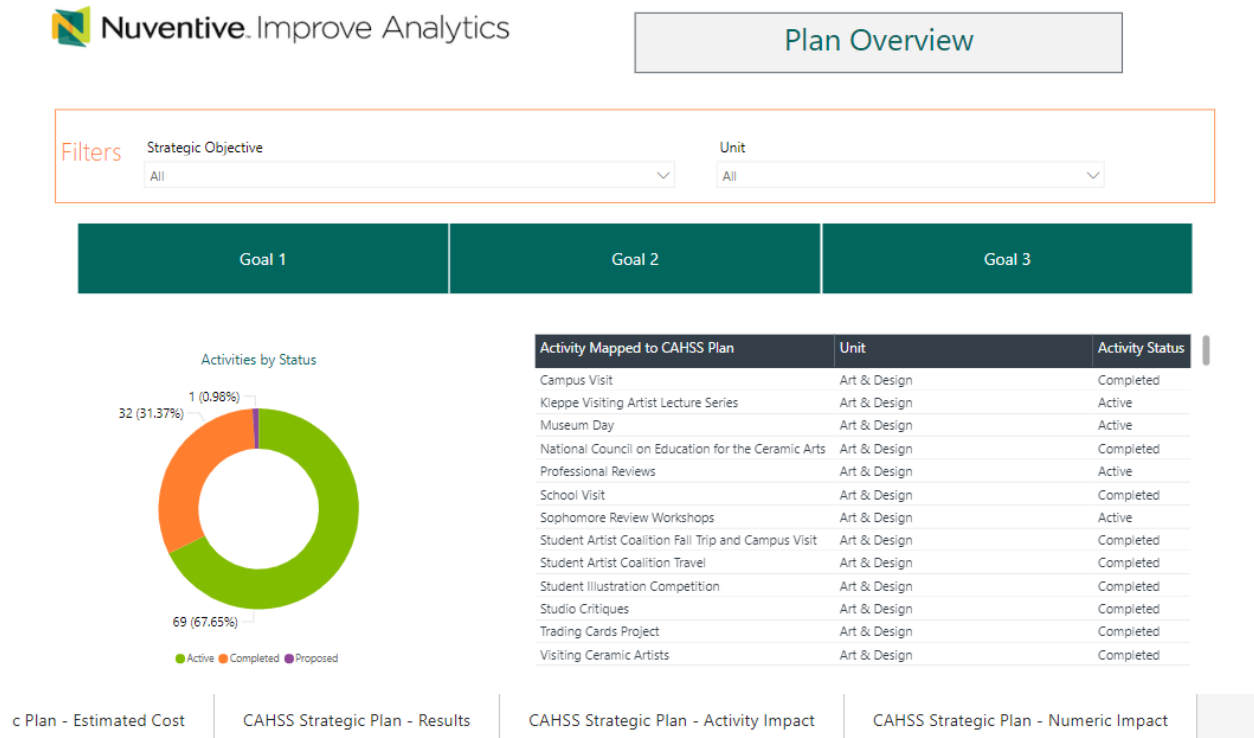 Nuventive. Improve Analytics
Plan Overview
Filters
Strategic Objective
All
Unit
All
Goal 1
Goal 2
Goal 3
Activities by Status
1 (0.98%)
32 (31.37%)
69 (67.65%)
Active Completed Proposed
Activity Mapped to CAHSS Plan Unit Activity Status
Campus Visit Art & Design Completed
Kleppe Visiting Artist Lecture Series Art & Design Active
Museum Day Art & Design Active
National Council on Education for the Ceramic Arts Art & Design Completed
Professional Reviews Art & Design Active
School Visit Art & Design Completed
Sophomore Review Workshops Art & Design Active
Student Artist Coalition Fall Trip and Campus Visit Art & Design Completed
Student Artist Coalition Travel Art & Design Completed
Student Illustration Competition Art & Design Completed
Studio Critiques Art & Design Completed
Trading Cards Project Art & Design Completed
Visiting Ceramic Artists Art & Design Completed
c Plan - Estimated Cost
CAHSS Strategic Plan - Results
CAHSS Strategic Plan - Activity Impact
CAHSS Strategic Plan - Numeric Impact